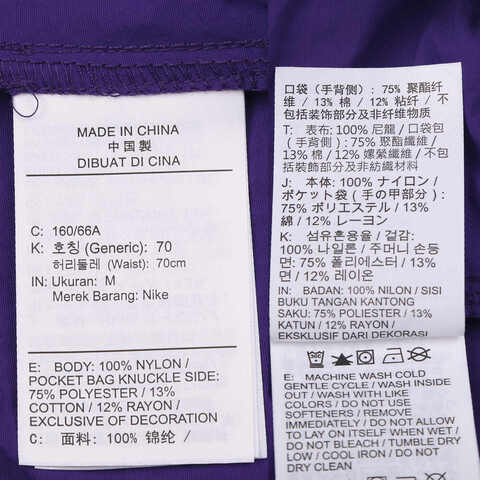 MADE IN CHINA
中国製
DIBUAT DI CINA
C: 160/66A
K: 호칭 (Generic): 70
허리둘레 (Waist): 70cm
IN: Ukuran: M
Merek Barang: Nike
E: BODY: 100% NYLON /
POCKET BAG KNUCKLE SIDE:
75% POLYESTER / 13%
COTTON / 12% RAYON /
EXCLUSIVE OF DECORATION
C: 面料: 100% 锦纶 /
口袋 (手背侧) : 75% 聚酯纤
维 / 13% 棉 / 12% 粘纤 / 不
包括装饰部分及非纤维物质
T: 表布: 100% 尼龍 / 口袋包
(手背側) : 75% 聚酯纖維 /
13% 棉 / 12% 嫘縈纖維 / 不包
括裝飾部分及非紡織材料
J: 本体: 100% ナイロン /
ポケット袋 (手の甲部分) :
75% ポリエステル / 13%
綿 / 12% レーヨン
K: 섬유혼용율 / 겉감:
100% 나일론 / 주머니 손등
면: 75% 폴리에스터 / 13%
면 / 12% 레이온
IN: BADAN: 100% NILON / SISI
BUKU TANGAN KANTONG
SAKU: 75% POLIESTER / 13%
KATUN / 12% RAYON /
EKSKLUSIF DARI DEKORASI
E: MACHINE WASH COLD
GENTLE CYCLE / WASH INSIDE
OUT / WASH WITH LIKE
COLORS / DO NOT USE
SOFTENERS / REMOVE
IMMEDIATELY / DO NOT ALLOW
TO LAY ON ITSELF WHEN WET /
DO NOT BLEACH / TUMBLE DRY
LOW / COOL IRON / DO NOT